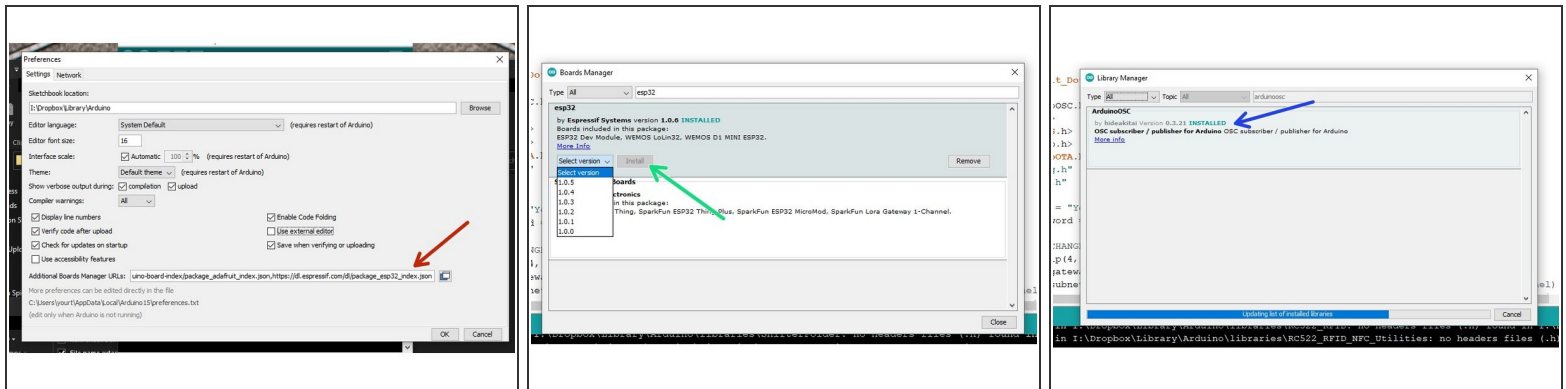 Preferences
Settings Network
Sketchbook location:
I:\Dropbox\Library\Arduino
Browse
Editor language: System Default (requires restart of Arduino)
Editor font size: 16
Interface scale: Automatic 100 % (requires restart of Arduino)
Theme: Default theme (requires restart of Arduino)
Show verbose output during: compilation upload
Compiler warnings: All
Display line numbers Enable Code Folding
Verify code after upload Use external editor
Check for updates on startup Save when verifying or uploading
Use accessibility features
Additional Boards Manager URLs: uino-board-index/package_adafruit_index.json,https://dl.espressif.com/dl/package_esp32_index.json
More preferences can be edited directly in the file
C:\Users\yourt\AppData\Local\Arduino15\preferences.txt
(edit only when Arduino is not running)
OK Cancel
Boards Manager
Type All esp32
esp32
by Espressif Systems version 1.0.6 INSTALLED
Boards included in this package:
ESP32 Dev Module, WEMOS LoLin32, WEMOS D1 MINI ESP32.
More Info
Select version Install Remove
Select version
1.0.5 Boards
1.0.4 ctronics
1.0.3 in this package:
1.0.2 Thing, SparkFun ESP32 Thing Plus, SparkFun ESP32 MicroMod, SparkFun Lora Gateway 1-Channel.
1.0.1
1.0.0
Close
Library Manager
Type All Topic All arduinoosc
ArduinoOSC
by hideakitai Version 0.3.21 INSTALLED
OSC subscriber / publisher for Arduino OSC subscriber / publisher for Arduino
More info
Updating list of installed libraries
Cancel
in I:\Dropbox\Library\Arduino\libraries\RC522_RFID_NFC_Utilities: no headers files (.h)